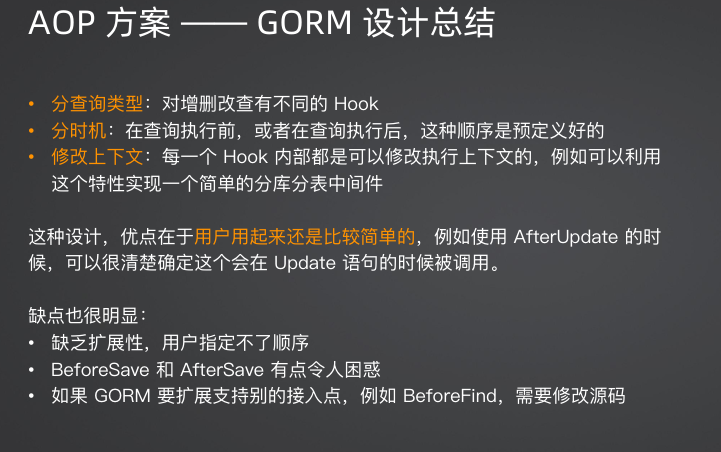 AOP 方案 —— GORM 设计总结
• 分查询类型：对增删改查有不同的 Hook
• 分时机：在查询执行前，或者在查询执行后，这种顺序是预定义好的
• 修改上下文：每一个 Hook 内部都是可以修改执行上下文的，例如可以利用
这个特性实现一个简单的分库分表中间件
这种设计，优点在于用户用起来还是比较简单的，例如使用 AfterUpdate 的时
候，可以很清楚确定这个会在 Update 语句的时候被调用。
缺点也很明显：
• 缺乏扩展性，用户指定不了顺序
• BeforeSave 和 AfterSave 有点令人困惑
• 如果 GORM 要扩展支持别的接入点，例如 BeforeFind，需要修改源码